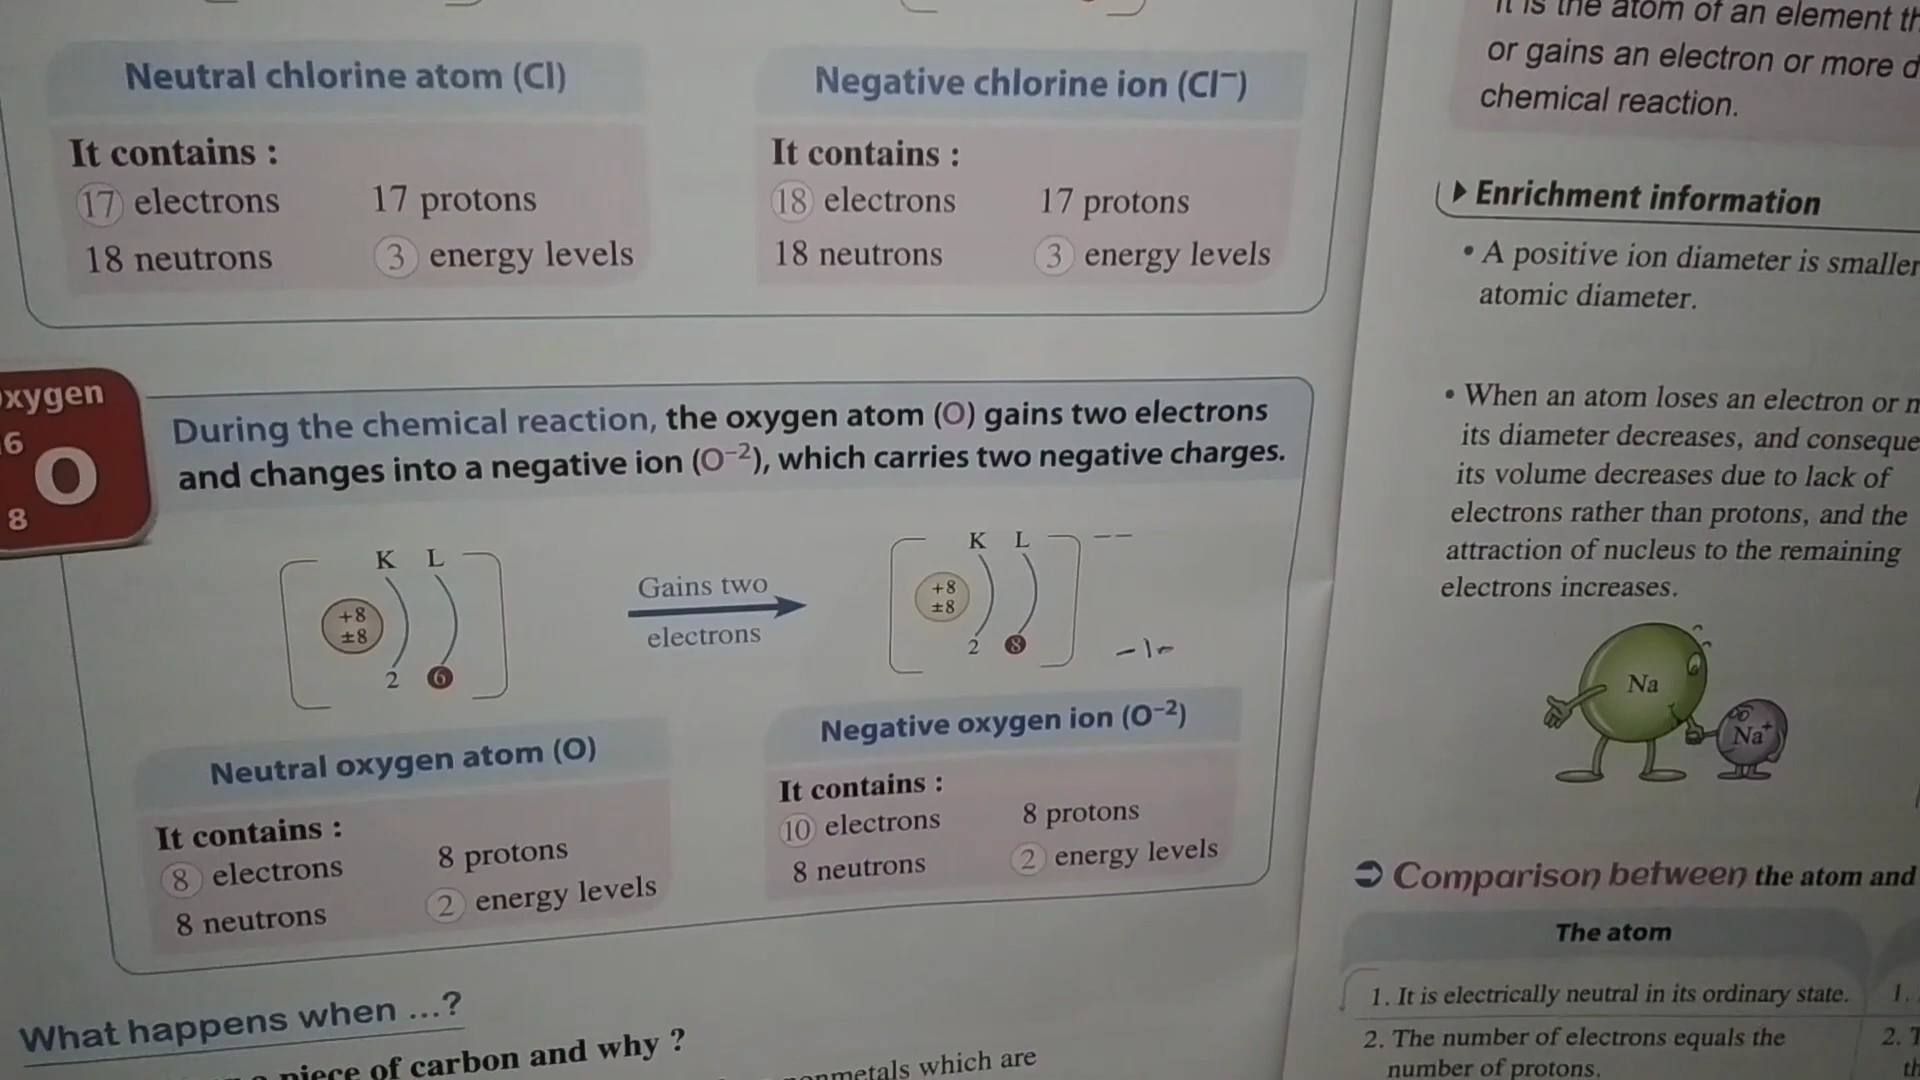 Neutral chlorine atom (Cl)
It contains :
17 electrons 17 protons
18 neutrons 3 energy levels
Negative chlorine ion (Cl⁻)
It contains :
18 electrons 17 protons
18 neutrons 3 energy levels
xygen
6
O
8
During the chemical reaction, the oxygen atom (O) gains two electrons
and changes into a negative ion (O⁻²), which carries two negative charges.
K L
+8
±8
2 6
Gains two
electrons
K L
+8
±8
2 8
Neutral oxygen atom (O)
It contains :
8 electrons 8 protons
8 neutrons 2 energy levels
Negative oxygen ion (O⁻²)
It contains :
10 electrons 8 protons
8 neutrons 2 energy levels
What happens when ...?
piece of carbon and why ?
which are
It is the atom of an element
or gains an electron or more
chemical reaction.
Enrichment information
• A positive ion diameter is smaller
atomic diameter.
• When an atom loses an electron or
its diameter decreases, and
its volume decreases due to lack of
electrons rather than protons, and the
attraction of nucleus to the remaining
electrons increases.
Na
Na⁺
Comparison between the atom and
The atom
1. It is electrically neutral in its ordinary state. 1.
2. The number of electrons equals the 2.
number of protons.